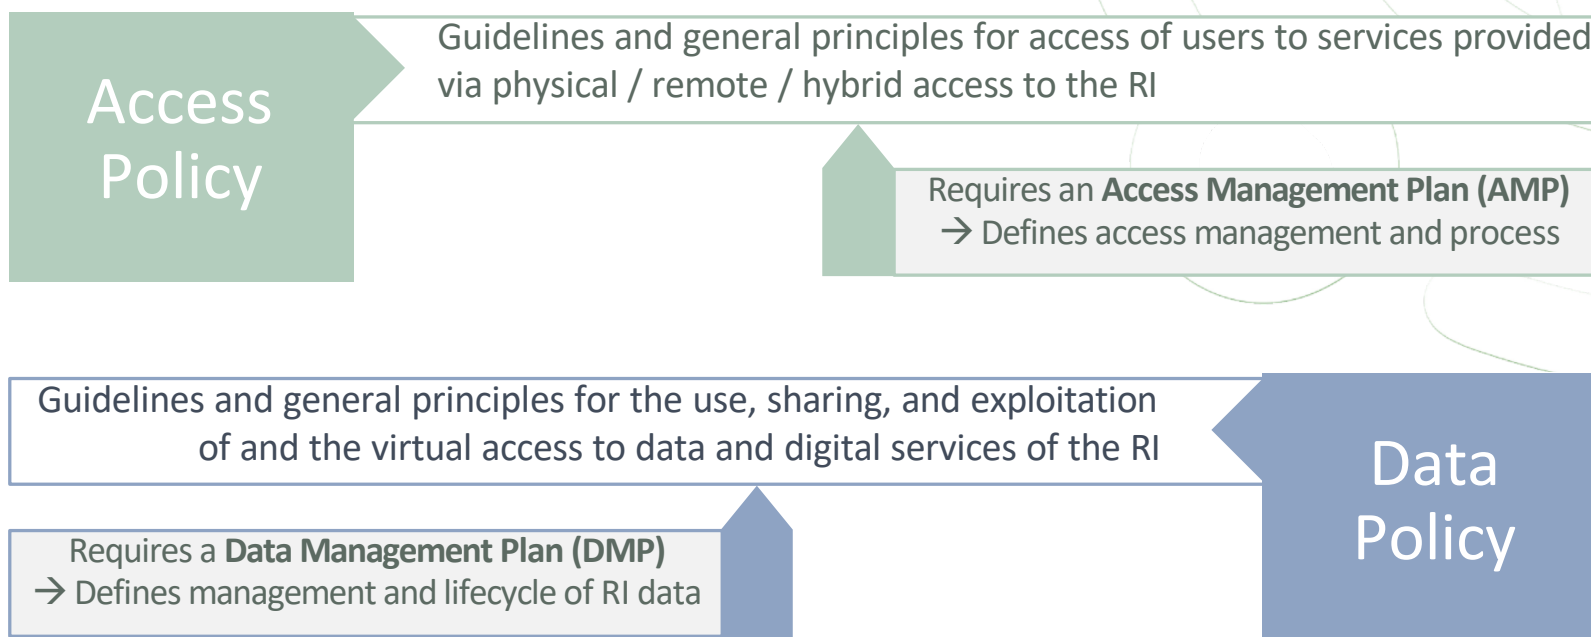 Access
Policy
Guidelines and general principles for access of users to services provided
via physical / remote / hybrid access to the RI
Requires an Access Management Plan (AMP)
→ Defines access management and process
Guidelines and general principles for the use, sharing, and exploitation
of and the virtual access to data and digital services of the RI
Data
Policy
Requires a Data Management Plan (DMP)
→ Defines management and lifecycle of RI data